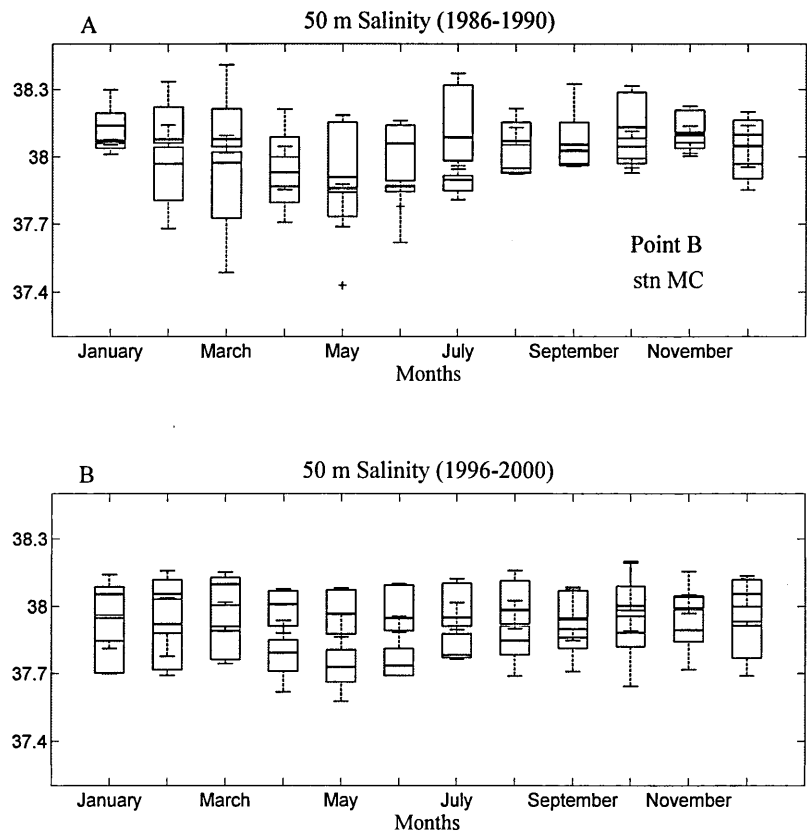 A
50 m Salinity (1986-1990)
38.3
38
37.7
37.4
Point B
stn MC
January March May July September November
Months
B
50 m Salinity (1996-2000)
38.3
38
37.7
37.4
January March May July September November
Months